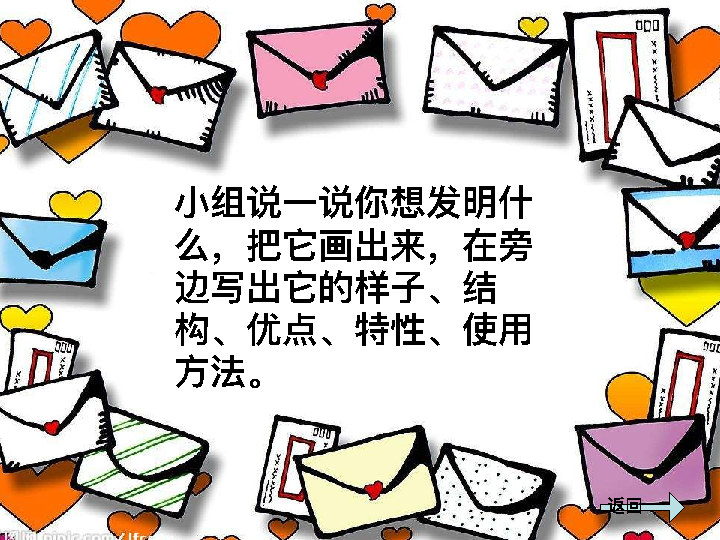 小组说一说你想发明什
么，把它画出来，在旁
边写出它的样子、结
构、优点、特性、使用
方法。
返回